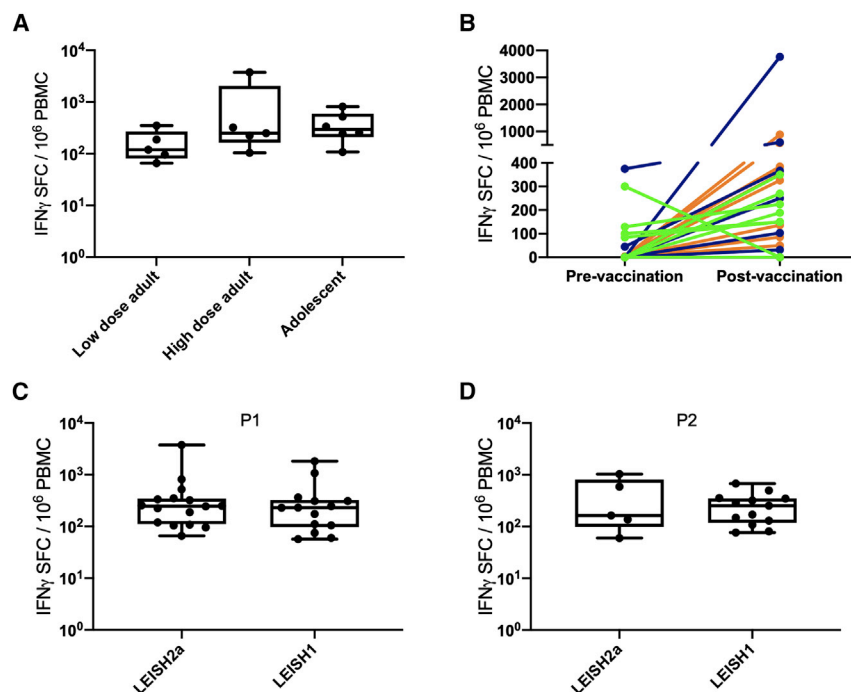 A
IFNγ SFC / 10⁶ PBMC
10⁴
10³
10²
10¹
10⁰
Low dose adult
High dose adult
Adolescent
B
IFNγ SFC / 10⁶ PBMC
4000
3000
2000
1000
400
300
200
100
0
Pre-vaccination
Post-vaccination
C
P1
IFNγ SFC / 10⁶ PBMC
10⁴
10³
10²
10¹
10⁰
LEISH2a
LEISH1
D
P2
IFNγ SFC / 10⁶ PBMC
10⁴
10³
10²
10¹
10⁰
LEISH2a
LEISH1